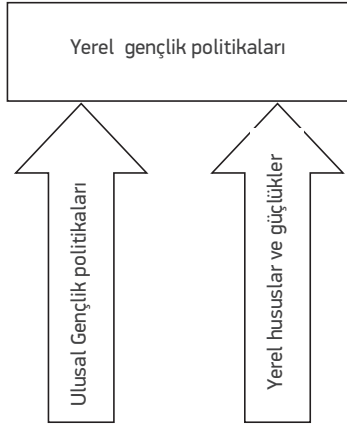 Yerel gençlik politikaları
Ulusal Gençlik politikaları
Yerel hususlar ve güçlükler